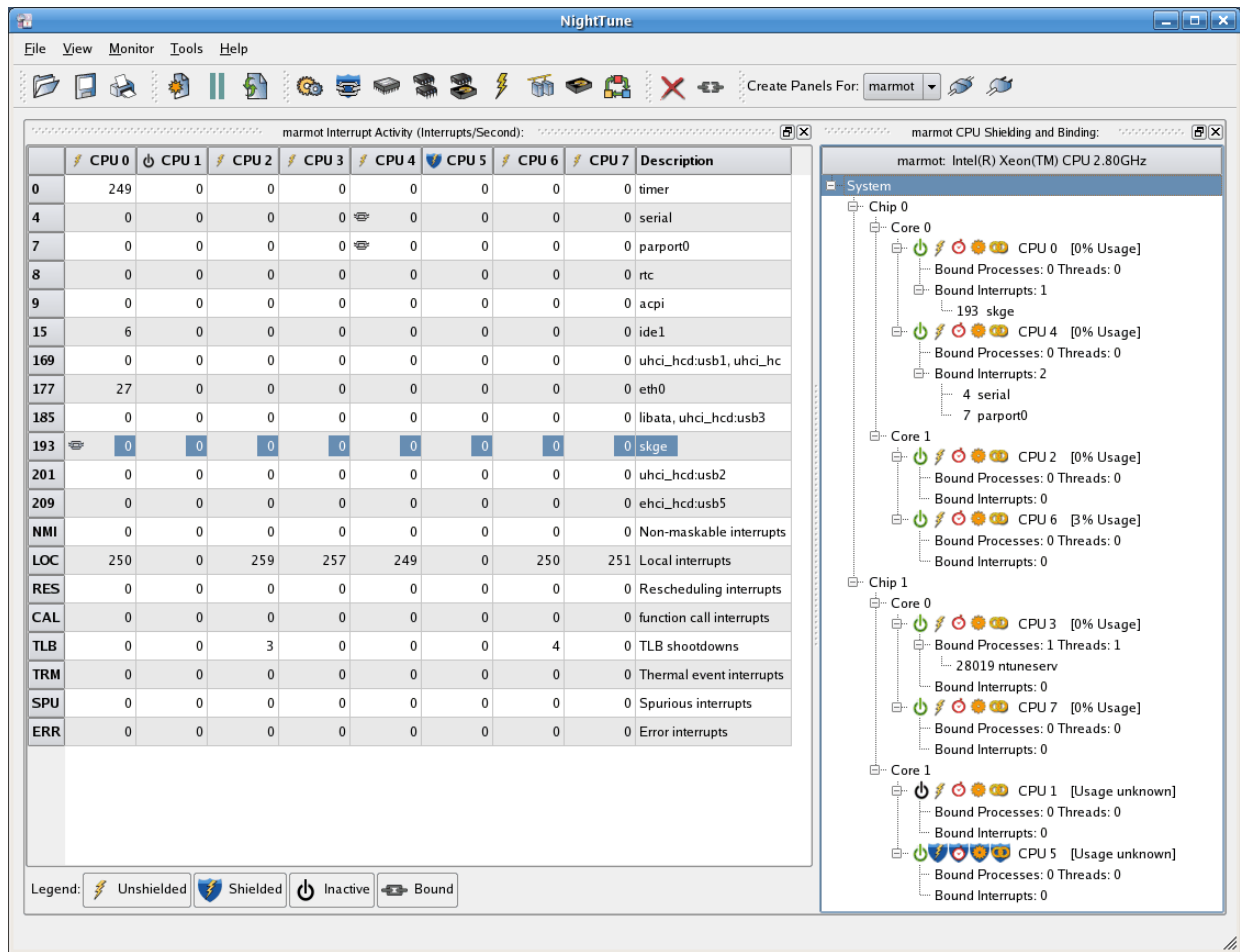 NightTune
File View Monitor Tools Help
Create Panels For: marmot
marmot Interrupt Activity (Interrupts/Second):
CPU 0 CPU 1 CPU 2 CPU 3 CPU 4 CPU 5 CPU 6 CPU 7 Description
0 249 0 0 0 0 0 0 0 timer
4 0 0 0 0 0 0 0 0 serial
7 0 0 0 0 0 0 0 0 parport0
8 0 0 0 0 0 0 0 0 rtc
9 0 0 0 0 0 0 0 0 acpi
15 6 0 0 0 0 0 0 0 ide1
169 0 0 0 0 0 0 0 0 uhci_hcd:usb1, uhci_hc
177 27 0 0 0 0 0 0 0 eth0
185 0 0 0 0 0 0 0 0 libata, uhci_hcd:usb3
193 0 0 0 0 0 0 0 0 skge
201 0 0 0 0 0 0 0 0 uhci_hcd:usb2
209 0 0 0 0 0 0 0 0 ehci_hcd:usb5
NMI 0 0 0 0 0 0 0 0 Non-maskable interrupts
LOC 250 0 259 257 249 0 250 251 Local interrupts
RES 0 0 0 0 0 0 0 0 Rescheduling interrupts
CAL 0 0 0 0 0 0 0 0 function call interrupts
TLB 0 0 3 0 0 0 4 0 TLB shootdowns
TRM 0 0 0 0 0 0 0 0 Thermal event interrupts
SPU 0 0 0 0 0 0 0 0 Spurious interrupts
ERR 0 0 0 0 0 0 0 0 Error interrupts
Legend: Unshielded Shielded Inactive Bound
marmot CPU Shielding and Binding:
marmot: Intel(R) Xeon(TM) CPU 2.80GHz
System
Chip 0
Core 0
CPU 0 [0% Usage]
Bound Processes: 0 Threads: 0
Bound Interrupts: 1
193 skge
CPU 4 [0% Usage]
Bound Processes: 0 Threads: 0
Bound Interrupts: 2
4 serial
7 parport0
Core 1
CPU 2 [0% Usage]
Bound Processes: 0 Threads: 0
Bound Interrupts: 0
CPU 6 [3% Usage]
Bound Processes: 0 Threads: 0
Bound Interrupts: 0
Chip 1
Core 0
CPU 3 [0% Usage]
Bound Processes: 1 Threads: 1
28019 ntuneserv
Bound Interrupts: 0
CPU 7 [0% Usage]
Bound Processes: 0 Threads: 0
Bound Interrupts: 0
Core 1
CPU 1 [Usage unknown]
Bound Processes: 0 Threads: 0
Bound Interrupts: 0
CPU 5 [Usage unknown]
Bound Processes: 0 Threads: 0
Bound Interrupts: 0